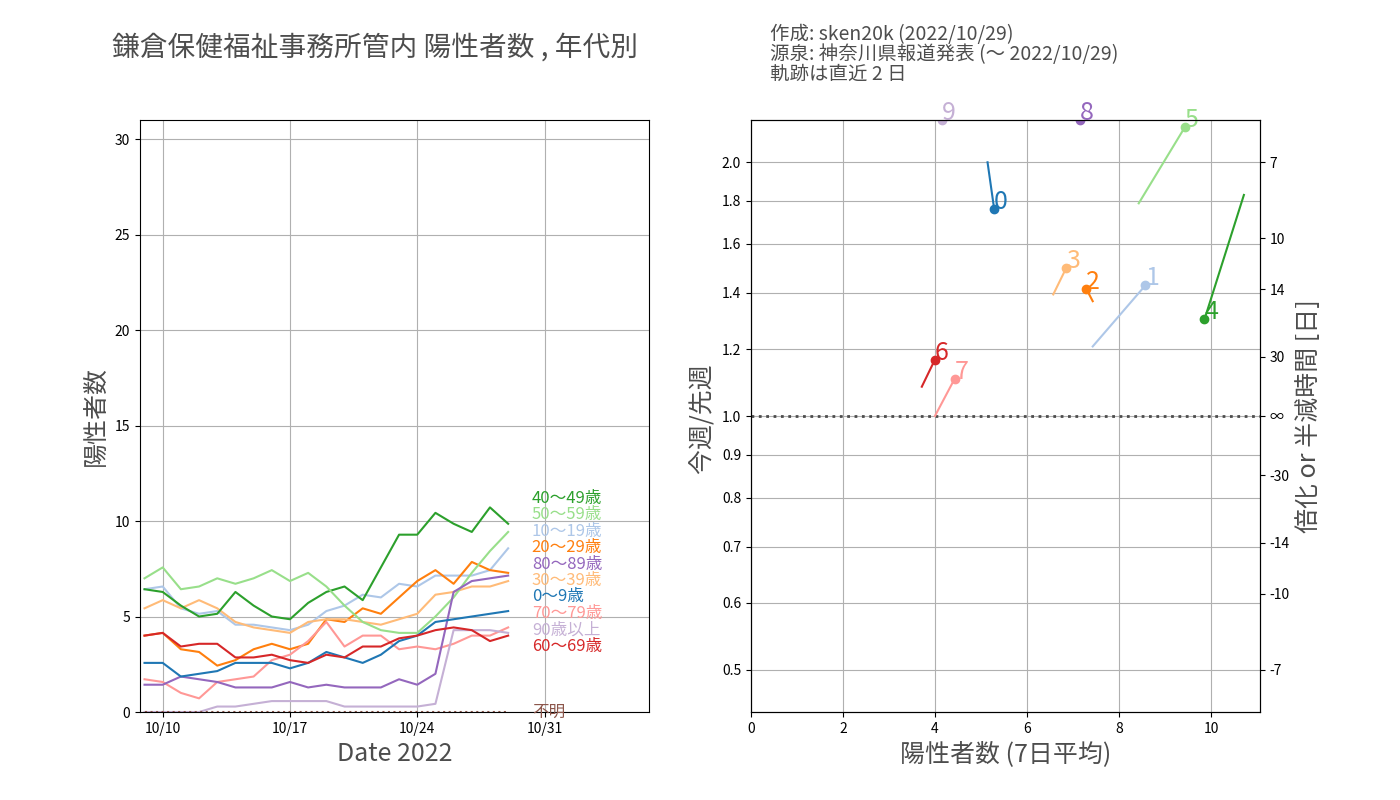 鎌倉保健福祉事務所管内 陽性者数 , 年代別
作成: sken20k (2022/10/29)
源泉: 神奈川県報道発表 (～ 2022/10/29)
軌跡は直近 2 日
陽性者数
30
25
20
15
10
5
0
40～49歳
50～59歳
10～19歳
20～29歳
80～89歳
30～39歳
0～9歳
70～79歳
90歳以上
60～69歳
不明
10/10
10/17
10/24
10/31
Date 2022
今週/先週
2.0
1.8
1.6
1.4
1.2
1.0
0.9
0.8
0.7
0.6
0.5
9
8
5
0
3
2
1
4
6
7
7
10
14
30
∞
-30
-14
-10
-7
倍化 or 半減時間 [日]
0
2
4
6
8
10
陽性者数 (7日平均)